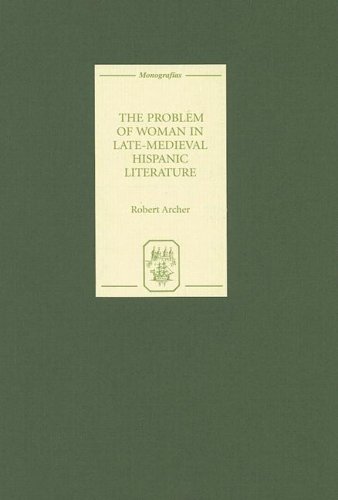 Monografías
THE PROBLEM
OF WOMAN IN
LATE-MEDIEVAL
HISPANIC
LITERATURE
Robert Archer